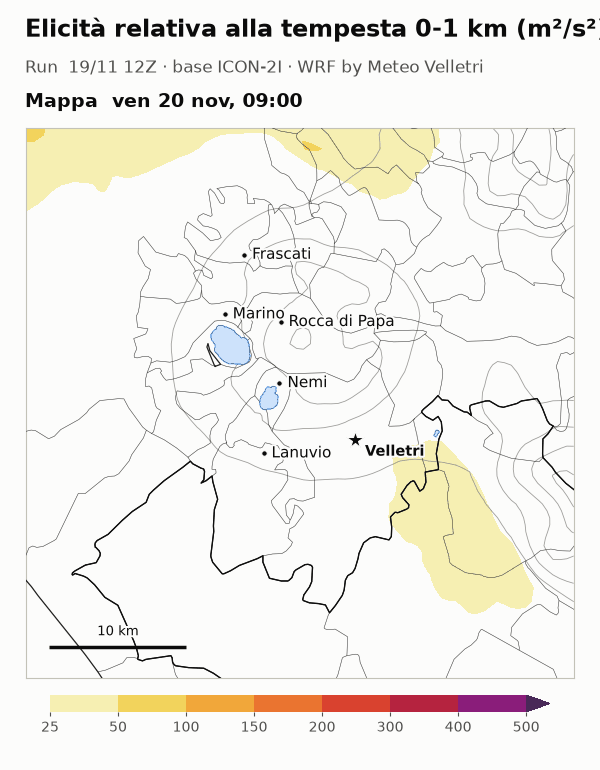 Elicità relativa alla tempesta 0-1 km (m²/s²)
Run 19/11 12Z · base ICON-2I · WRF by Meteo Velletri
Mappa ven 20 nov, 09:00
Frascati
Marino
Rocca di Papa
Nemi
Velletri
Lanuvio
10 km
25 50 100 150 200 300 400 500